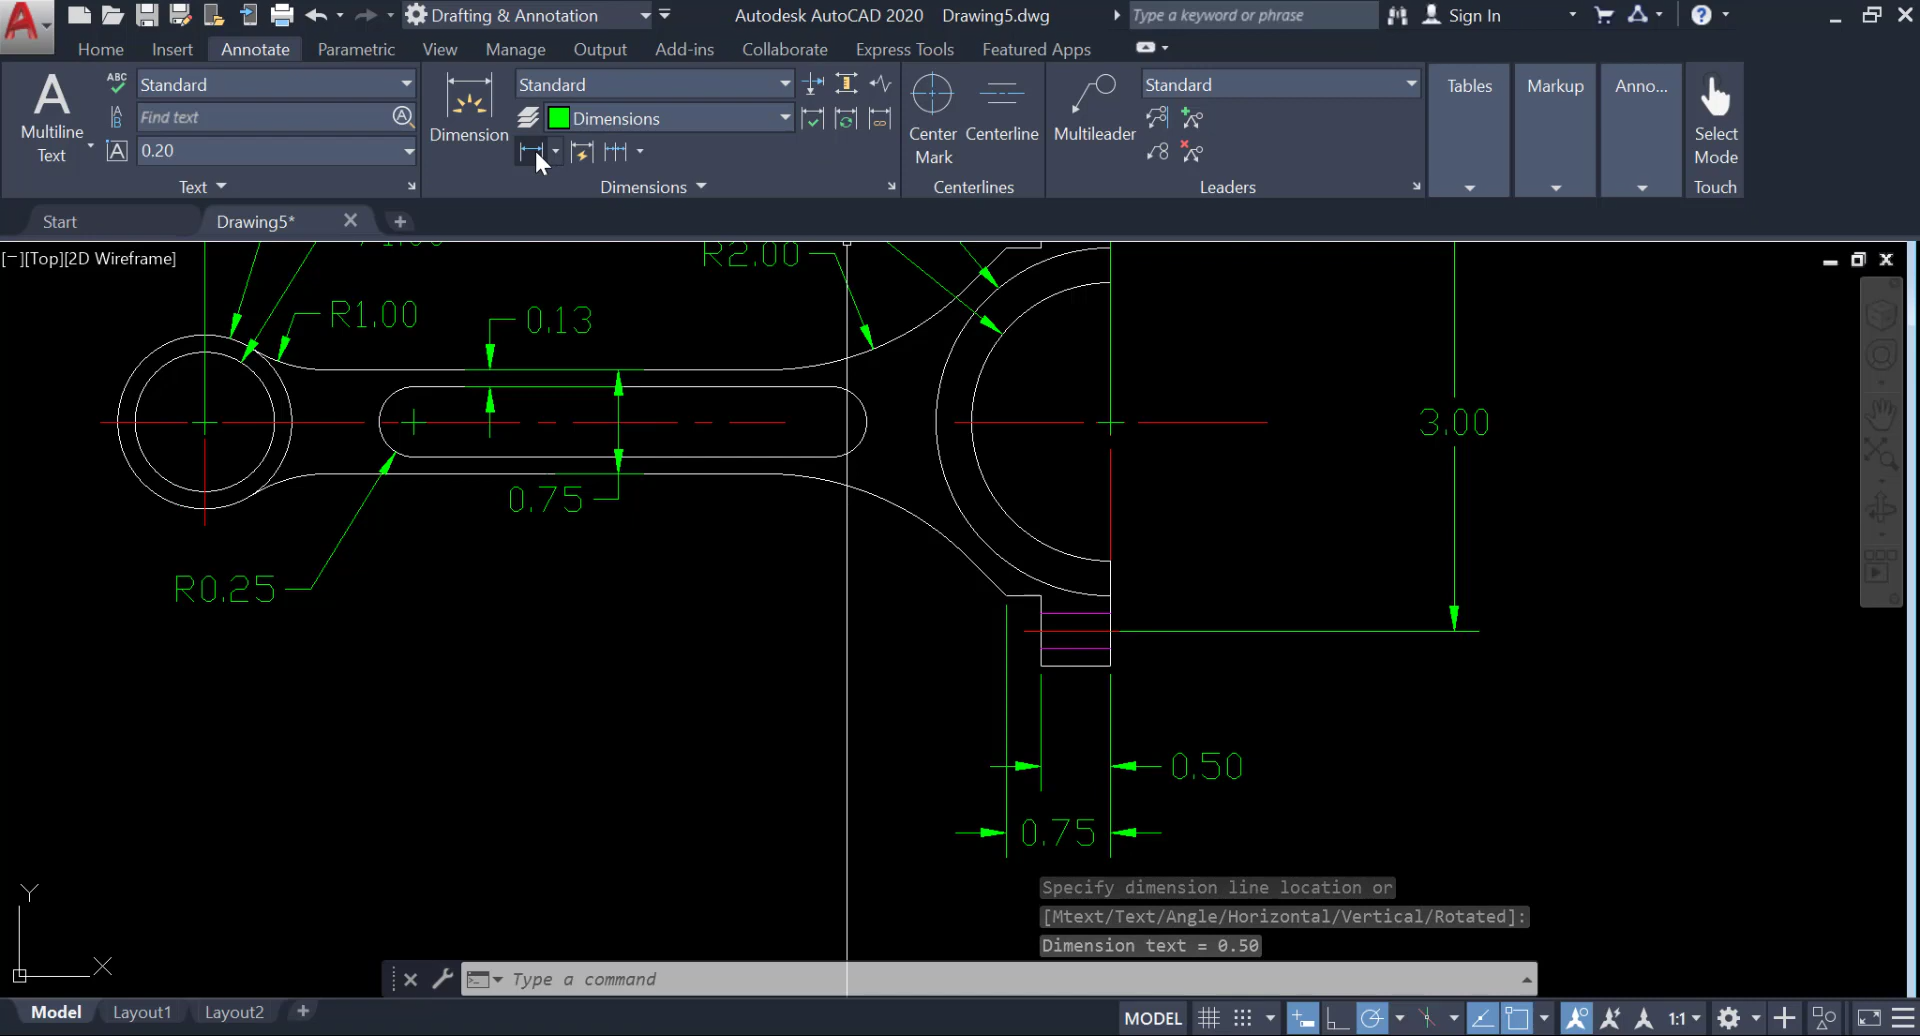 Drafting & Annotation
Autodesk AutoCAD 2020 Drawing5.dwg
Type a keyword or phrase
Sign In
Home Insert Annotate Parametric View Manage Output Add-ins Collaborate Express Tools Featured Apps
Multiline Text
ABC
Standard
Find text
0.20
Text
Dimension
Standard
Dimensions
Dimensions
Center Mark
Centerline
Centerlines
Multileader
Standard
Leaders
Tables
Markup
Anno...
Select Mode
Touch
Start
Drawing5*
[−][Top][2D Wireframe]
R2.00
R1.00
0.13
3.00
0.75
R0.25
0.50
0.75
Specify dimension line location or
[Mtext/Text/Angle/Horizontal/Vertical/Rotated]:
Dimension text = 0.50
Y
X
Type a command
Model Layout1 Layout2
MODEL
1:1